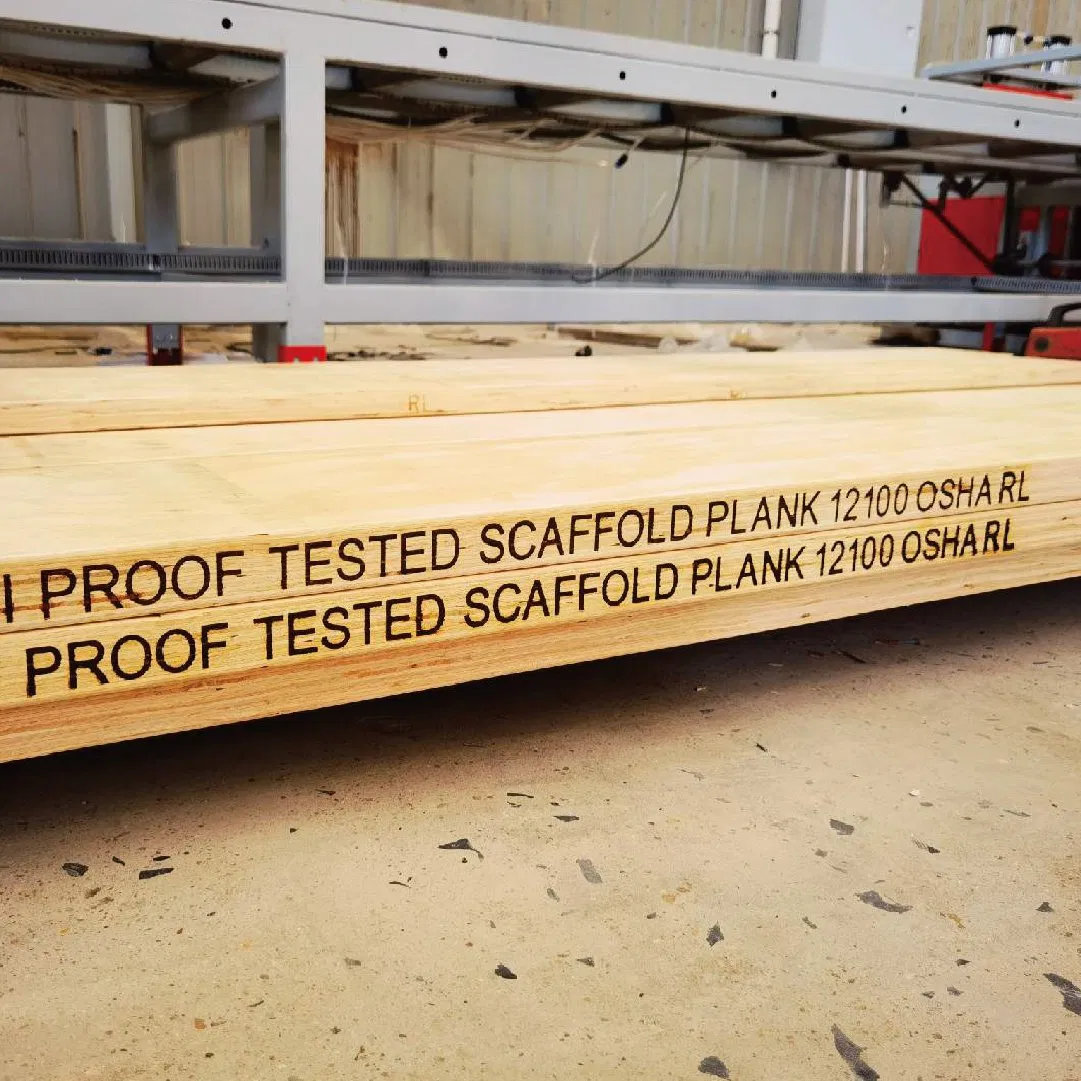 RL
I PROOF TESTED SCAFFOLD PLANK 12100 OSHA RL
PROOF TESTED SCAFFOLD PLANK 12100 OSHA RL